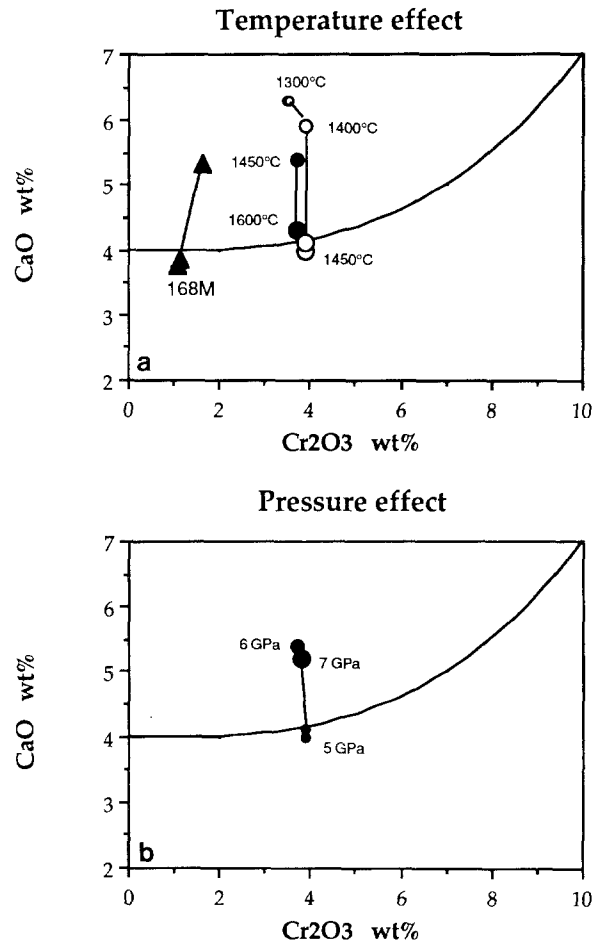 Temperature effect
7
6
5
4
3
2
CaO wt%
1300°C
1400°C
1450°C
1600°C
1450°C
168M
a
0 2 4 6 8 10
Cr2O3 wt%
Pressure effect
7
6
5
4
3
2
CaO wt%
6 GPa
7 GPa
5 GPa
b
0 2 4 6 8 10
Cr2O3 wt%